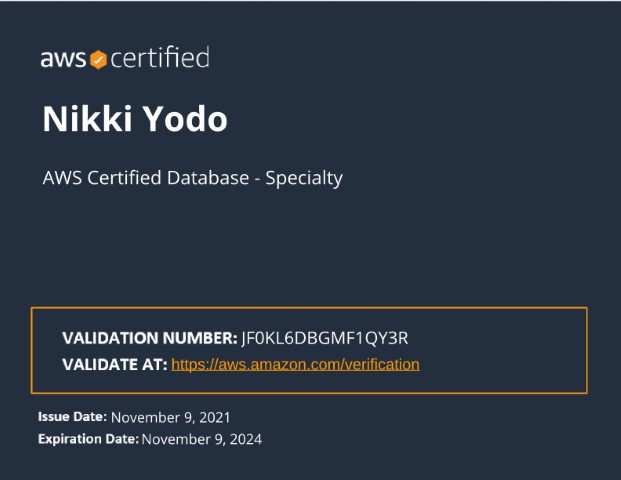 aws certified
Nikki Yodo
AWS Certified Database - Specialty
VALIDATION NUMBER: JF0KL6DBGMF1QY3R
VALIDATE AT: https://aws.amazon.com/verification
Issue Date: November 9, 2021
Expiration Date: November 9, 2024